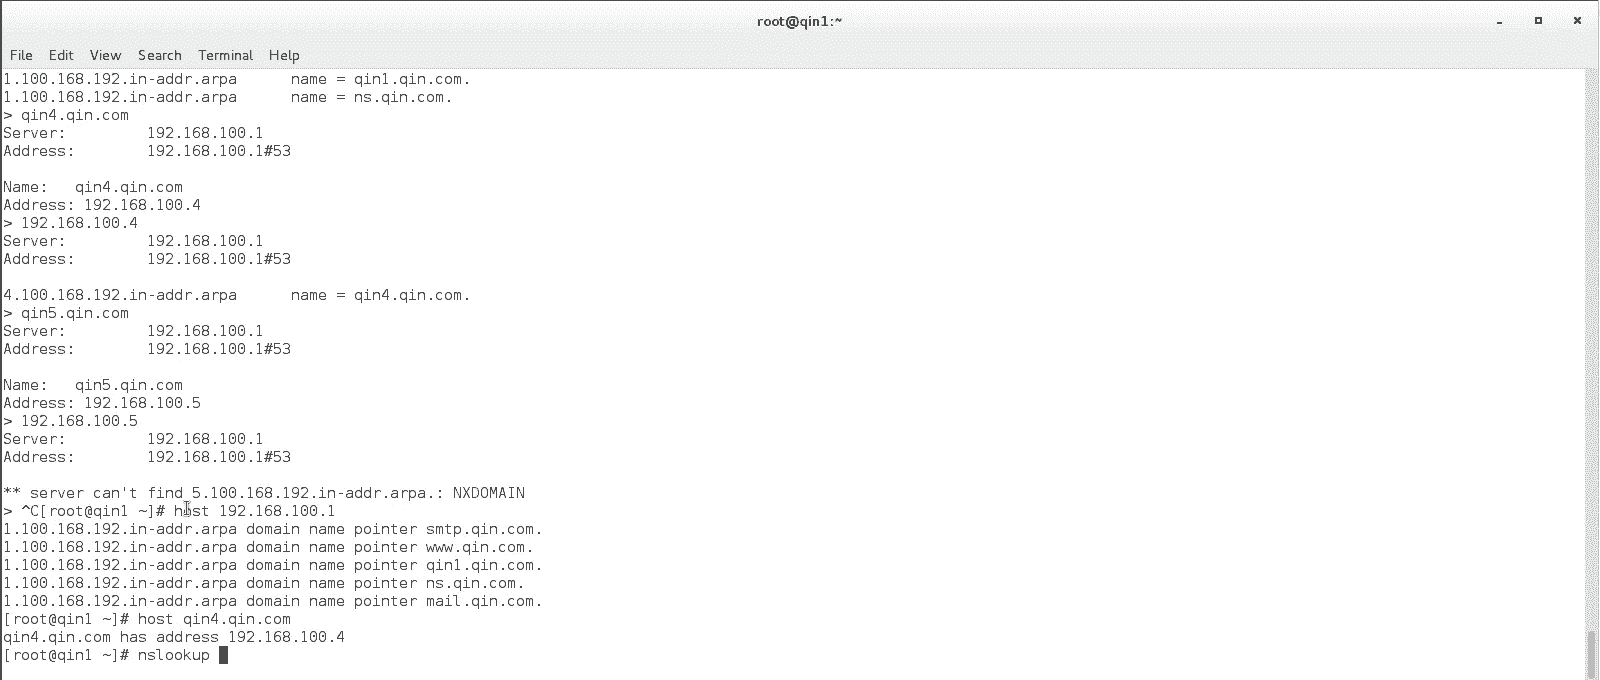 root@qin1:~
File Edit View Search Terminal Help
1.100.168.192.in-addr.arpa      name = qin1.qin.com.
1.100.168.192.in-addr.arpa      name = ns.qin.com.
> qin4.qin.com
Server:         192.168.100.1
Address:        192.168.100.1#53
Name:   qin4.qin.com
Address: 192.168.100.4
> 192.168.100.4
Server:         192.168.100.1
Address:        192.168.100.1#53
4.100.168.192.in-addr.arpa      name = qin4.qin.com.
> qin5.qin.com
Server:         192.168.100.1
Address:        192.168.100.1#53
Name:   qin5.qin.com
Address: 192.168.100.5
> 192.168.100.5
Server:         192.168.100.1
Address:        192.168.100.1#53
** server can't find 5.100.168.192.in-addr.arpa.: NXDOMAIN
> ^C[root@qin1 ~]# host 192.168.100.1
1.100.168.192.in-addr.arpa domain name pointer smtp.qin.com.
1.100.168.192.in-addr.arpa domain name pointer www.qin.com.
1.100.168.192.in-addr.arpa domain name pointer qin1.qin.com.
1.100.168.192.in-addr.arpa domain name pointer ns.qin.com.
1.100.168.192.in-addr.arpa domain name pointer mail.qin.com.
[root@qin1 ~]# host qin4.qin.com
qin4.qin.com has address 192.168.100.4
[root@qin1 ~]# nslookup